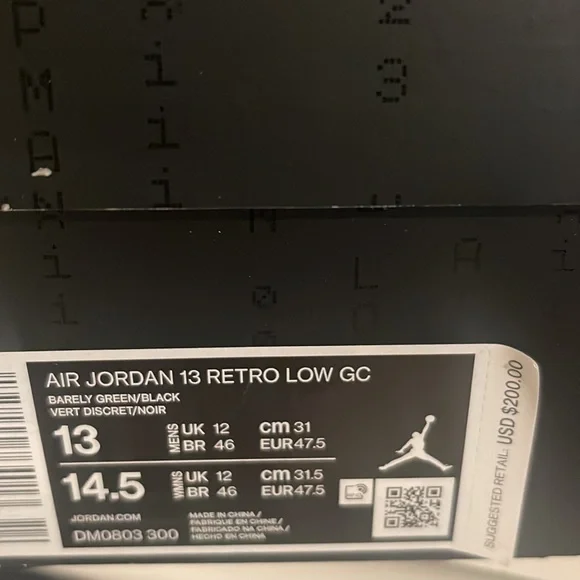 AIR JORDAN 13 RETRO LOW GC
BARELY GREEN/BLACK
VERT DISCRET/NOIR
13 MENS UK 12 cm 31
BR 46 EUR 47.5
14.5 WMNS UK 12 cm 31.5
BR 46 EUR 47.5
JORDAN.COM
DM0803 300
MADE IN CHINA /
FABRIQUE EN CHINE /
FABRICADO NA CHINA /
HECHO EN CHINA
SUGGESTED RETAIL: USD $200.00